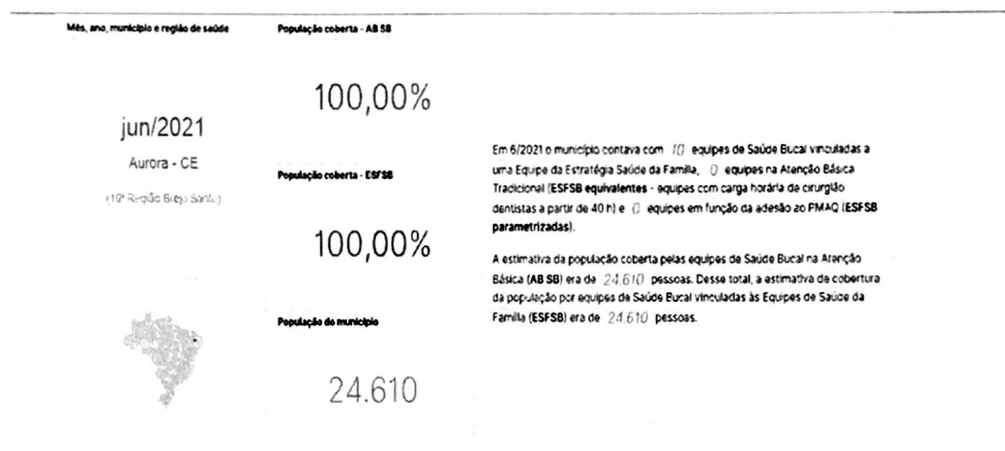 Mês, ano, município e região de saúde
jun/2021
Aurora - CE
(19ª Região Brejo Santo)
População coberta - AB SB
100,00%
População coberta - ESFSB
100,00%
População do município
24.610
Em 6/2021 o município contava com 10 equipes de Saúde Bucal vinculadas a
uma Equipe da Estratégia Saúde da Família, 0 equipes na Atenção Básica
Tradicional (ESFSB equivalentes - equipes com carga horária de cirurgião
dentistas a partir de 40 h) e 0 equipes em função da adesão ao PMAQ (ESFSB
parametrizadas).
A estimativa da população coberta pelas equipes de Saúde Bucal na Atenção
Básica (AB SB) era de 24.610 pessoas. Desse total, a estimativa de cobertura
da população por equipes de Saúde Bucal vinculadas às Equipes de Saúde da
Família (ESFSB) era de 24.610 pessoas.